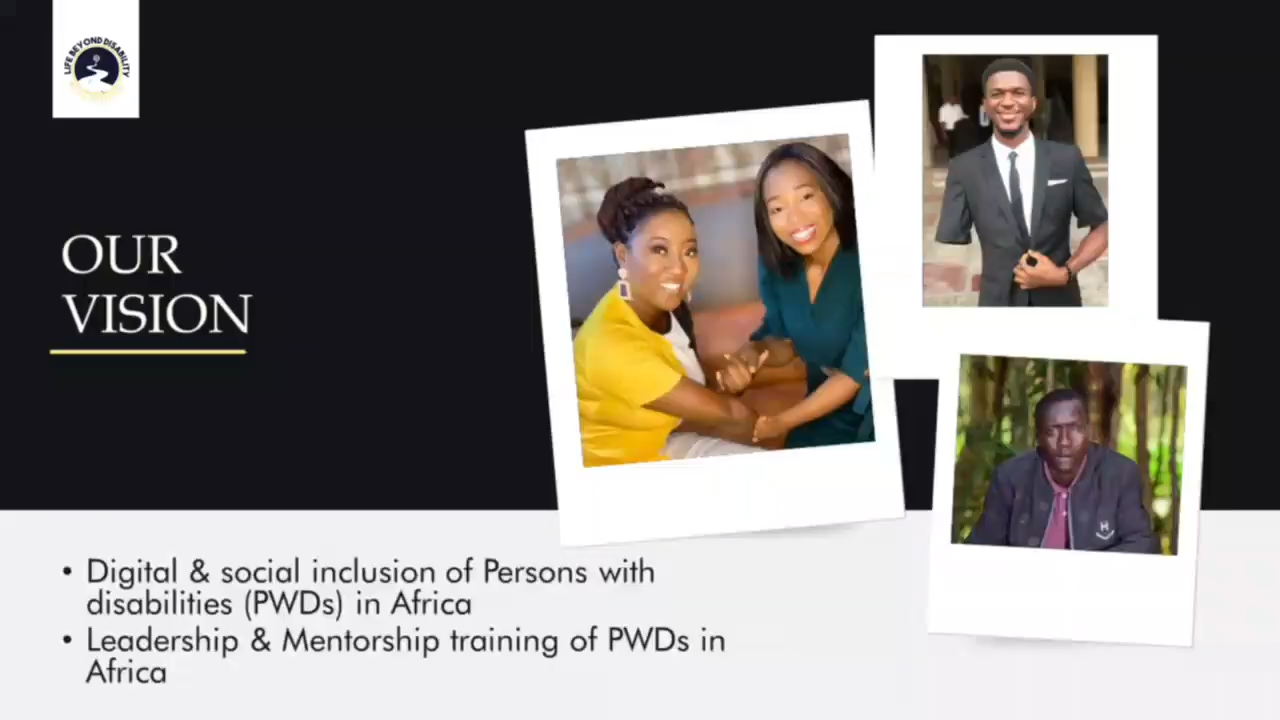 LIFE BEYOND DISABILITY
OUR
VISION
• Digital & social inclusion of Persons with
disabilities (PWDs) in Africa
• Leadership & Mentorship training of PWDs in
Africa
H